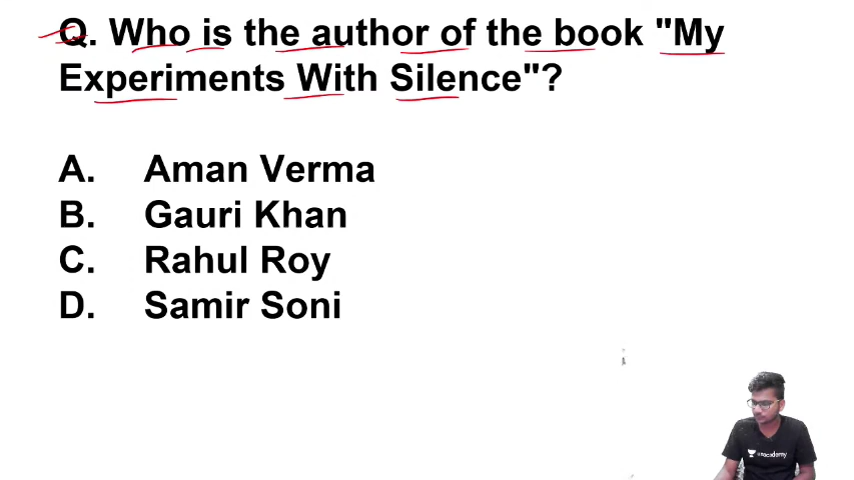 Q. Who is the author of the book "My
Experiments With Silence"?
A. Aman Verma
B. Gauri Khan
C. Rahul Roy
D. Samir Soni
unacademy